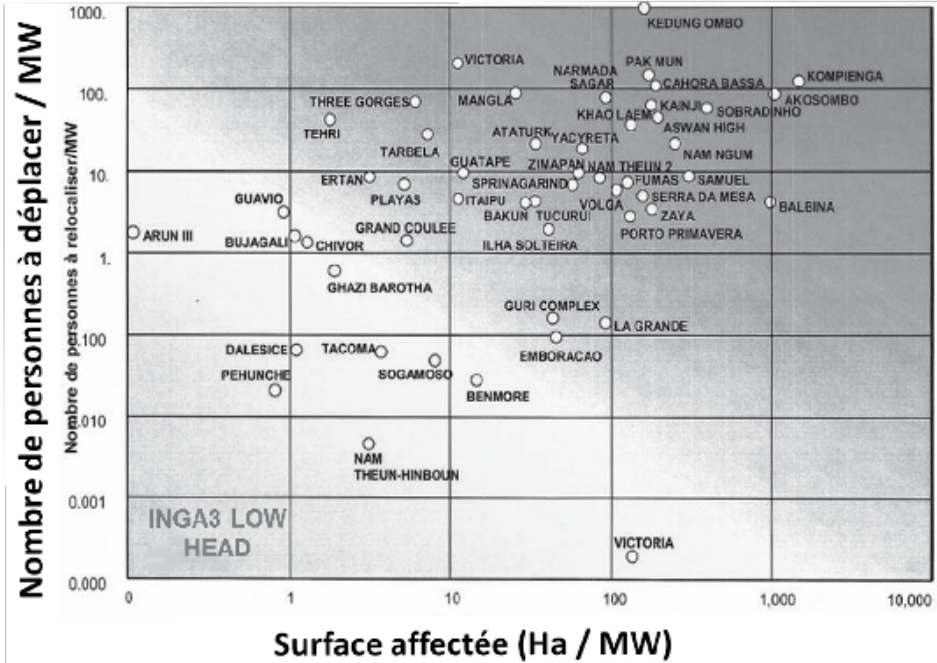 Nombre de personnes à déplacer / MW
Nombre de personnes à relocaliser/MW
1000.
100.
10.
1.
0.100
0.010
0.001
0.000
KEDUNG OMBO
VICTORIA
NARMADA
SAGAR
PAK MUN
CAHORA BASSA
KOMPIENGA
THREE GORGES
MANGLA
KHAO LAEM
KAINJI
SOBRADINHO
AKOSOMBO
TEHRI
TARBELA
ATATURK
YACYRETA
ASWAN HIGH
NAM NGUM
GUATAPE
ZIMAPAN
NAM THEUN 2
ERTAN
PLAYAS
SPRINAGARIND
FUMAS
SAMUEL
GUAVIO
ITAIPU
VOLGA
SERRA DA MESA
BALBINA
BAKUN
TUCURUI
ZAYA
ARUN III
BUJAGALI
CHIVOR
GRAND COULEE
ILHA SOLTEIRA
PORTO PRIMAVERA
GHAZI BAROTHA
GURI COMPLEX
LA GRANDE
EMBORACAO
DALESICE
TACOMA
PEHUNCHE
SOGAMOSO
BENMORE
NAM
THEUN-HINBOUN
INGA3 LOW
HEAD
VICTORIA
0
1
10
100
1,000
10,000
Surface affectée (Ha / MW)